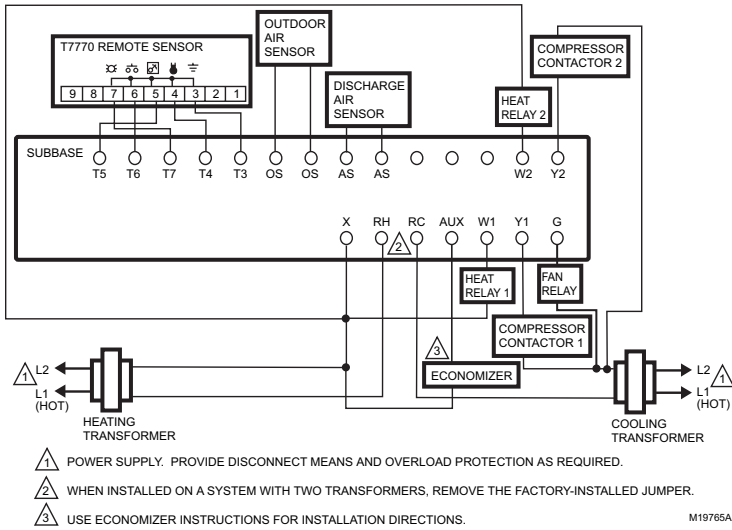 OUTDOOR
AIR
SENSOR
T7770 REMOTE SENSOR
COMPRESSOR
CONTACTOR 2
DISCHARGE
AIR
SENSOR
9 8 7 6 5 4 3 2 1
HEAT
RELAY 2
SUBBASE
T5 T6 T7 T4 T3 OS OS AS AS W2 Y2
X RH RC AUX W1 Y1 G
2
HEAT
RELAY 1
FAN
RELAY
COMPRESSOR
CONTACTOR 1
3
ECONOMIZER
1 L2
L1
(HOT)
L2 1
L1
(HOT)
HEATING
TRANSFORMER
COOLING
TRANSFORMER
1 POWER SUPPLY. PROVIDE DISCONNECT MEANS AND OVERLOAD PROTECTION AS REQUIRED.
2 WHEN INSTALLED ON A SYSTEM WITH TWO TRANSFORMERS, REMOVE THE FACTORY-INSTALLED JUMPER.
3 USE ECONOMIZER INSTRUCTIONS FOR INSTALLATION DIRECTIONS.
M19765A